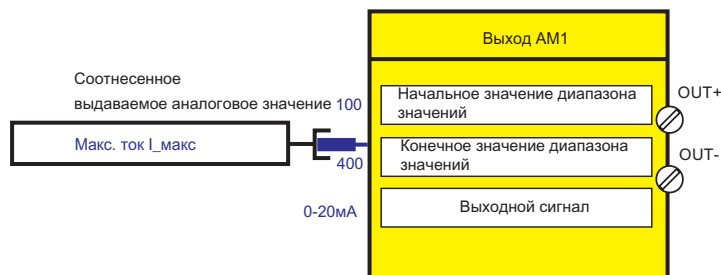 Выход АМ1
Соотнесенное
выдаваемое аналоговое значение 100
Начальное значение диапазона
значений
OUT+
Макс. ток I_макс
400
Конечное значение диапазона
значений
OUT-
0-20мА
Выходной сигнал